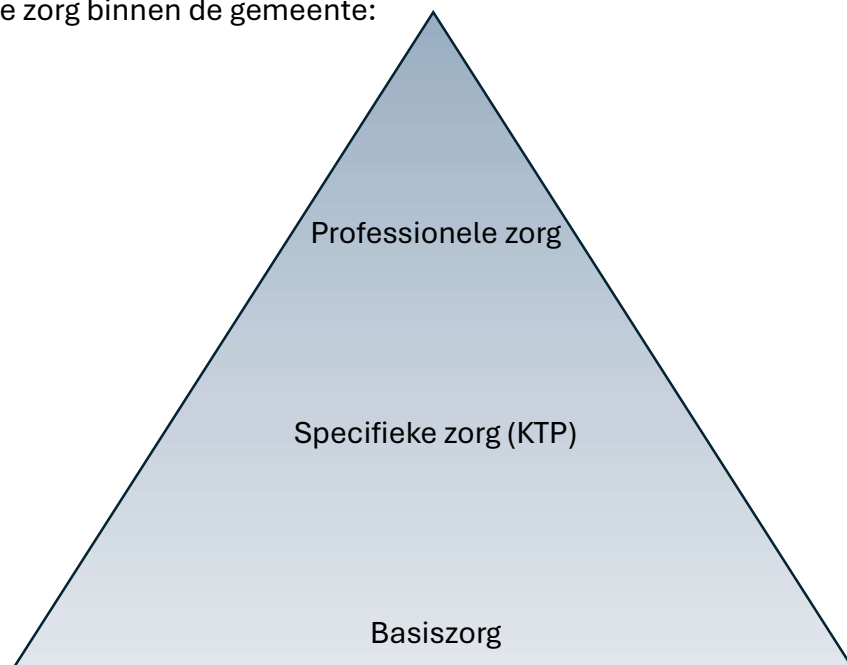 e zorg binnen de gemeente:
Professionele zorg
Specifieke zorg (KTP)
Basiszorg